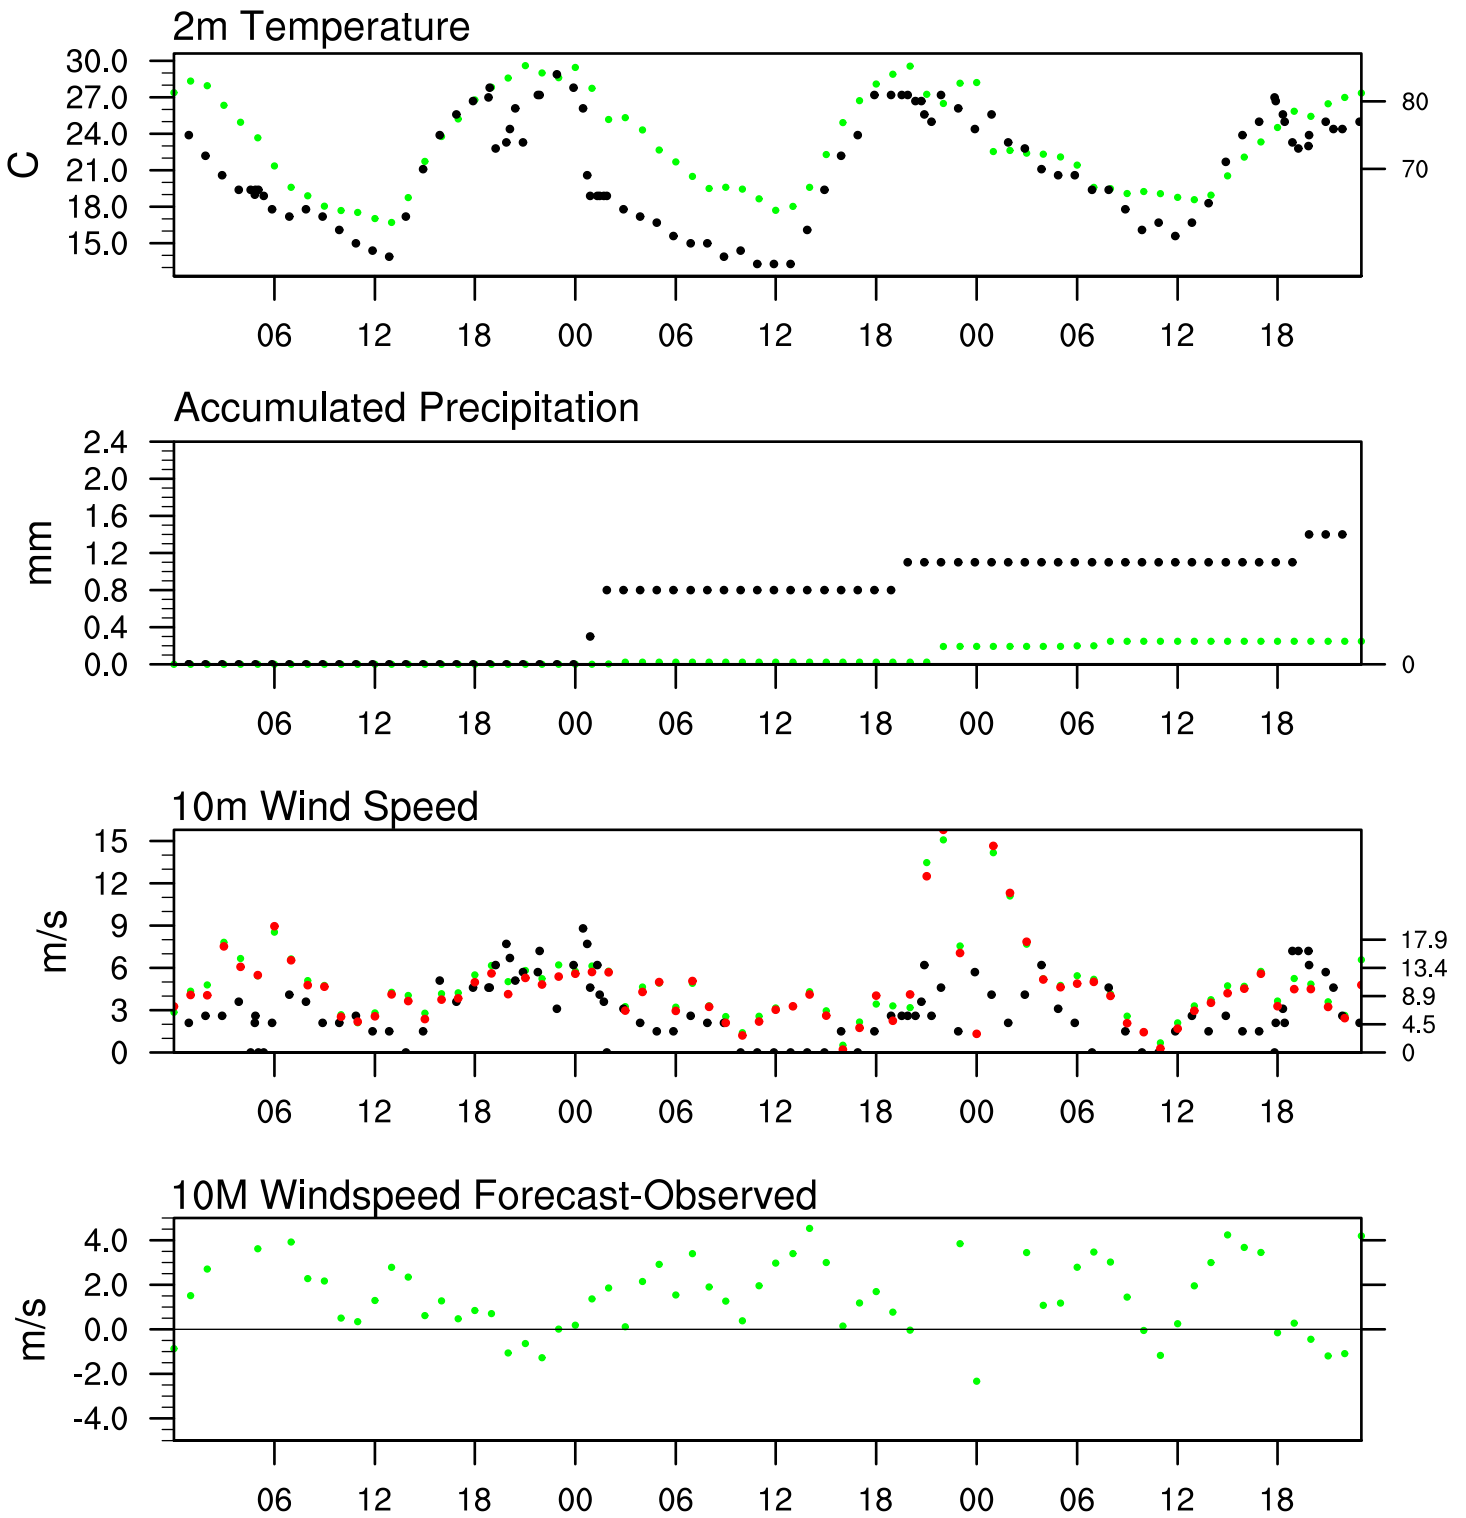 2m Temperature
30.0
27.0
24.0
21.0
18.0
15.0
C
80
70
06 12 18 00 06 12 18 00 06 12 18
Accumulated Precipitation
2.4
2.0
1.6
1.2
0.8
0.4
0.0
mm
0
06 12 18 00 06 12 18 00 06 12 18
10m Wind Speed
15
12
9
6
3
0
m/s
17.9
13.4
8.9
4.5
0
06 12 18 00 06 12 18 00 06 12 18
10M Windspeed Forecast-Observed
4.0
2.0
0.0
-2.0
-4.0
m/s
06 12 18 00 06 12 18 00 06 12 18